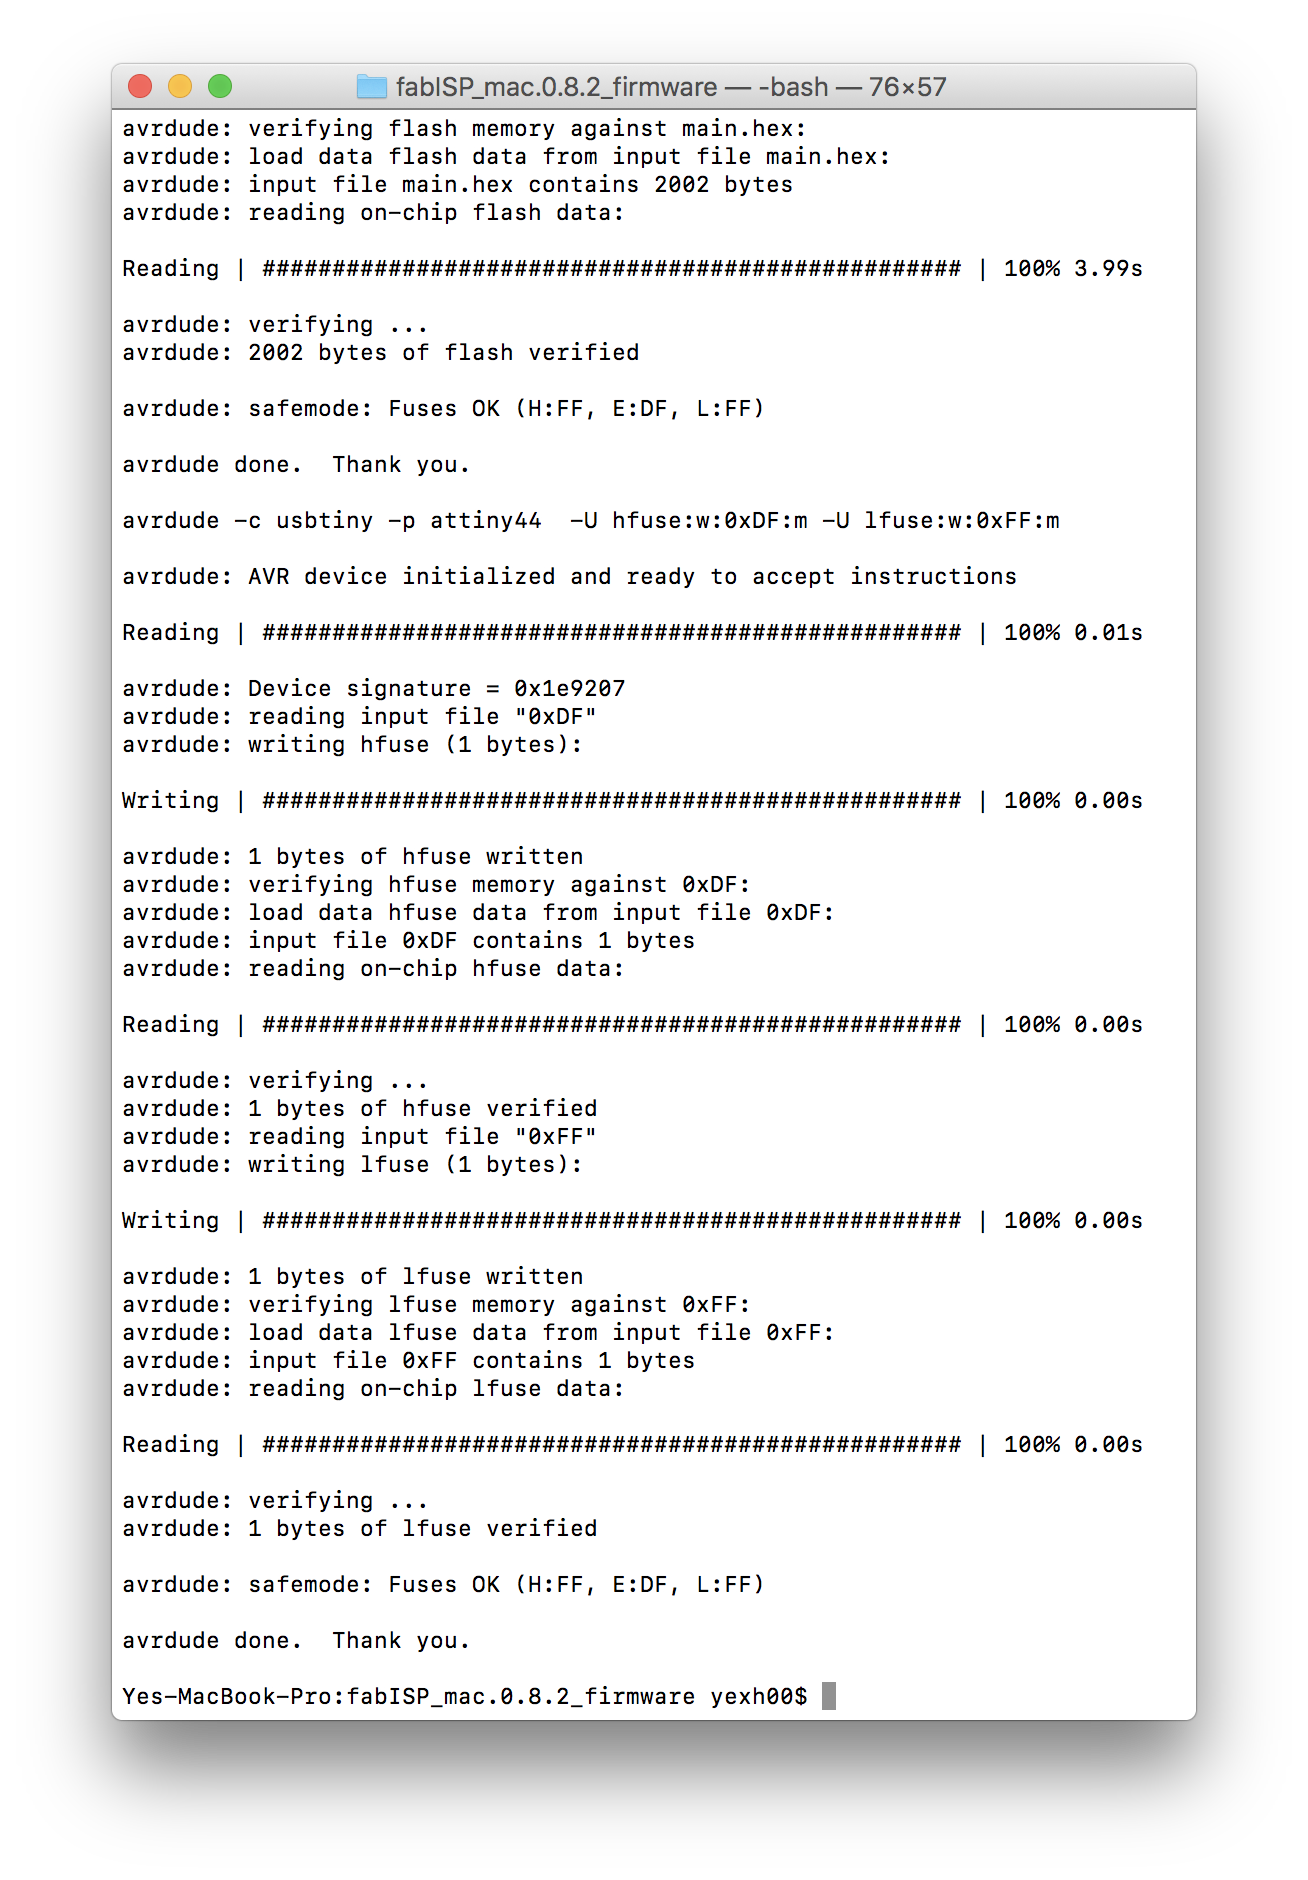 fabISP_mac.0.8.2_firmware — -bash — 76×57
avrdude: verifying flash memory against main.hex:
avrdude: load data flash data from input file main.hex:
avrdude: input file main.hex contains 2002 bytes
avrdude: reading on-chip flash data:
Reading | ################################################## | 100% 3.99s
avrdude: verifying ...
avrdude: 2002 bytes of flash verified
avrdude: safemode: Fuses OK (H:FF, E:DF, L:FF)
avrdude done.  Thank you.
avrdude -c usbtiny -p attiny44  -U hfuse:w:0xDF:m -U lfuse:w:0xFF:m
avrdude: AVR device initialized and ready to accept instructions
Reading | ################################################## | 100% 0.01s
avrdude: Device signature = 0x1e9207
avrdude: reading input file "0xDF"
avrdude: writing hfuse (1 bytes):
Writing | ################################################## | 100% 0.00s
avrdude: 1 bytes of hfuse written
avrdude: verifying hfuse memory against 0xDF:
avrdude: load data hfuse data from input file 0xDF:
avrdude: input file 0xDF contains 1 bytes
avrdude: reading on-chip hfuse data:
Reading | ################################################## | 100% 0.00s
avrdude: verifying ...
avrdude: 1 bytes of hfuse verified
avrdude: reading input file "0xFF"
avrdude: writing lfuse (1 bytes):
Writing | ################################################## | 100% 0.00s
avrdude: 1 bytes of lfuse written
avrdude: verifying lfuse memory against 0xFF:
avrdude: load data lfuse data from input file 0xFF:
avrdude: input file 0xFF contains 1 bytes
avrdude: reading on-chip lfuse data:
Reading | ################################################## | 100% 0.00s
avrdude: verifying ...
avrdude: 1 bytes of lfuse verified
avrdude: safemode: Fuses OK (H:FF, E:DF, L:FF)
avrdude done.  Thank you.
Yes-MacBook-Pro:fabISP_mac.0.8.2_firmware yexh00$